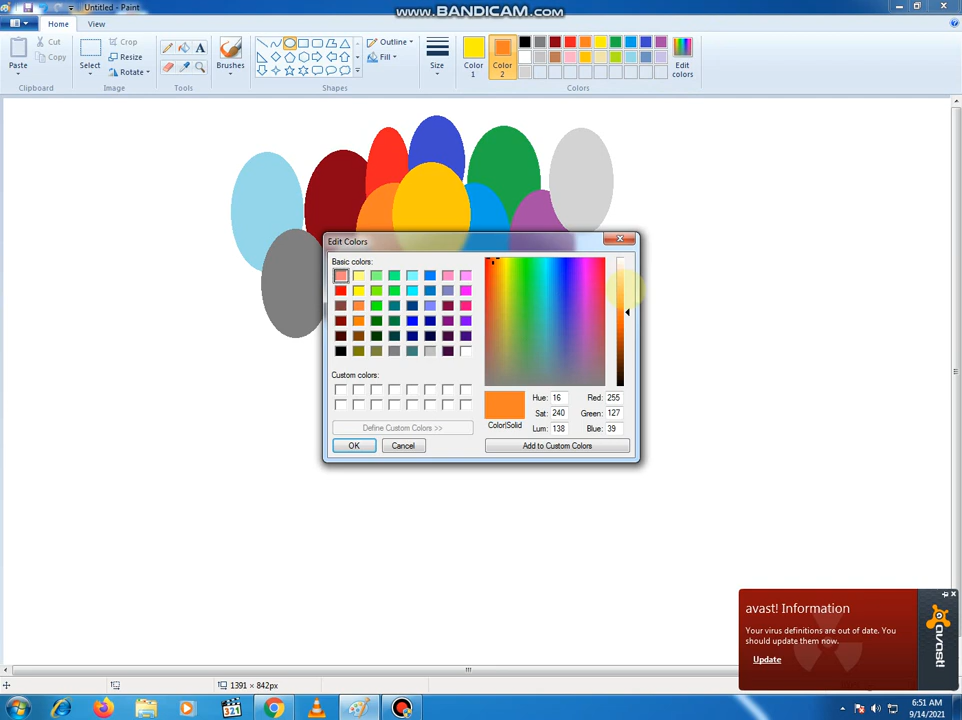 Untitled - Paint
www.BANDICAM.com
Home
View
Paste
Cut
Copy
Clipboard
Select
Crop
Resize
Rotate
Image
A
Tools
Brushes
Outline
Fill
Shapes
Size
Color
1
Color
2
Edit
colors
Colors
Edit Colors
Basic colors:
Custom colors:
Define Custom Colors >>
OK
Cancel
Color|Solid
Hue: 16
Sat: 240
Lum: 138
Red: 255
Green: 127
Blue: 39
Add to Custom Colors
avast! Information
Your virus definitions are out of date. You
should update them now.
Update
avast!
1391 × 842px
321
6:51 AM
9/14/2021